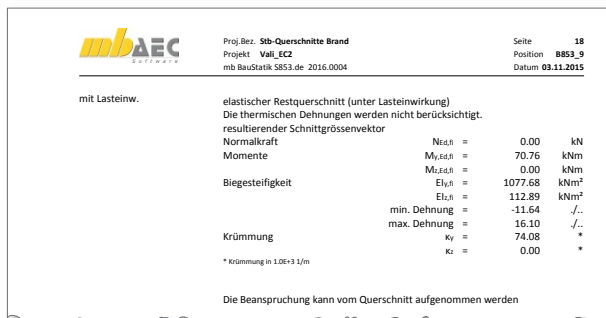 mbAEC
Software
Proj.Bez. Stb-Querschnitte Brand Seite 18
Projekt Vali_EC2 Position B853_9
mb BauStatik S853.de 2016.0004 Datum 03.11.2015
mit Lasteinw. elastischer Restquerschnitt (unter Lasteinwirkung)
Die thermischen Dehnungen werden nicht berücksichtigt.
resultierender Schnittgrössenvektor
Normalkraft NEd,fi = 0.00 kN
Momente My,Ed,fi = 70.76 kNm
Mz,Ed,fi = 0.00 kNm
Biegesteifigkeit EIy,fi = 1077.68 kNm²
EIz,fi = 112.89 kNm²
min. Dehnung = -11.64 ./..
max. Dehnung = 16.10 ./..
Krümmung κy = 74.08 *
κz = 0.00 *
* Krümmung in 1.0E+3 1/m
Die Beanspruchung kann vom Querschnitt aufgenommen werden